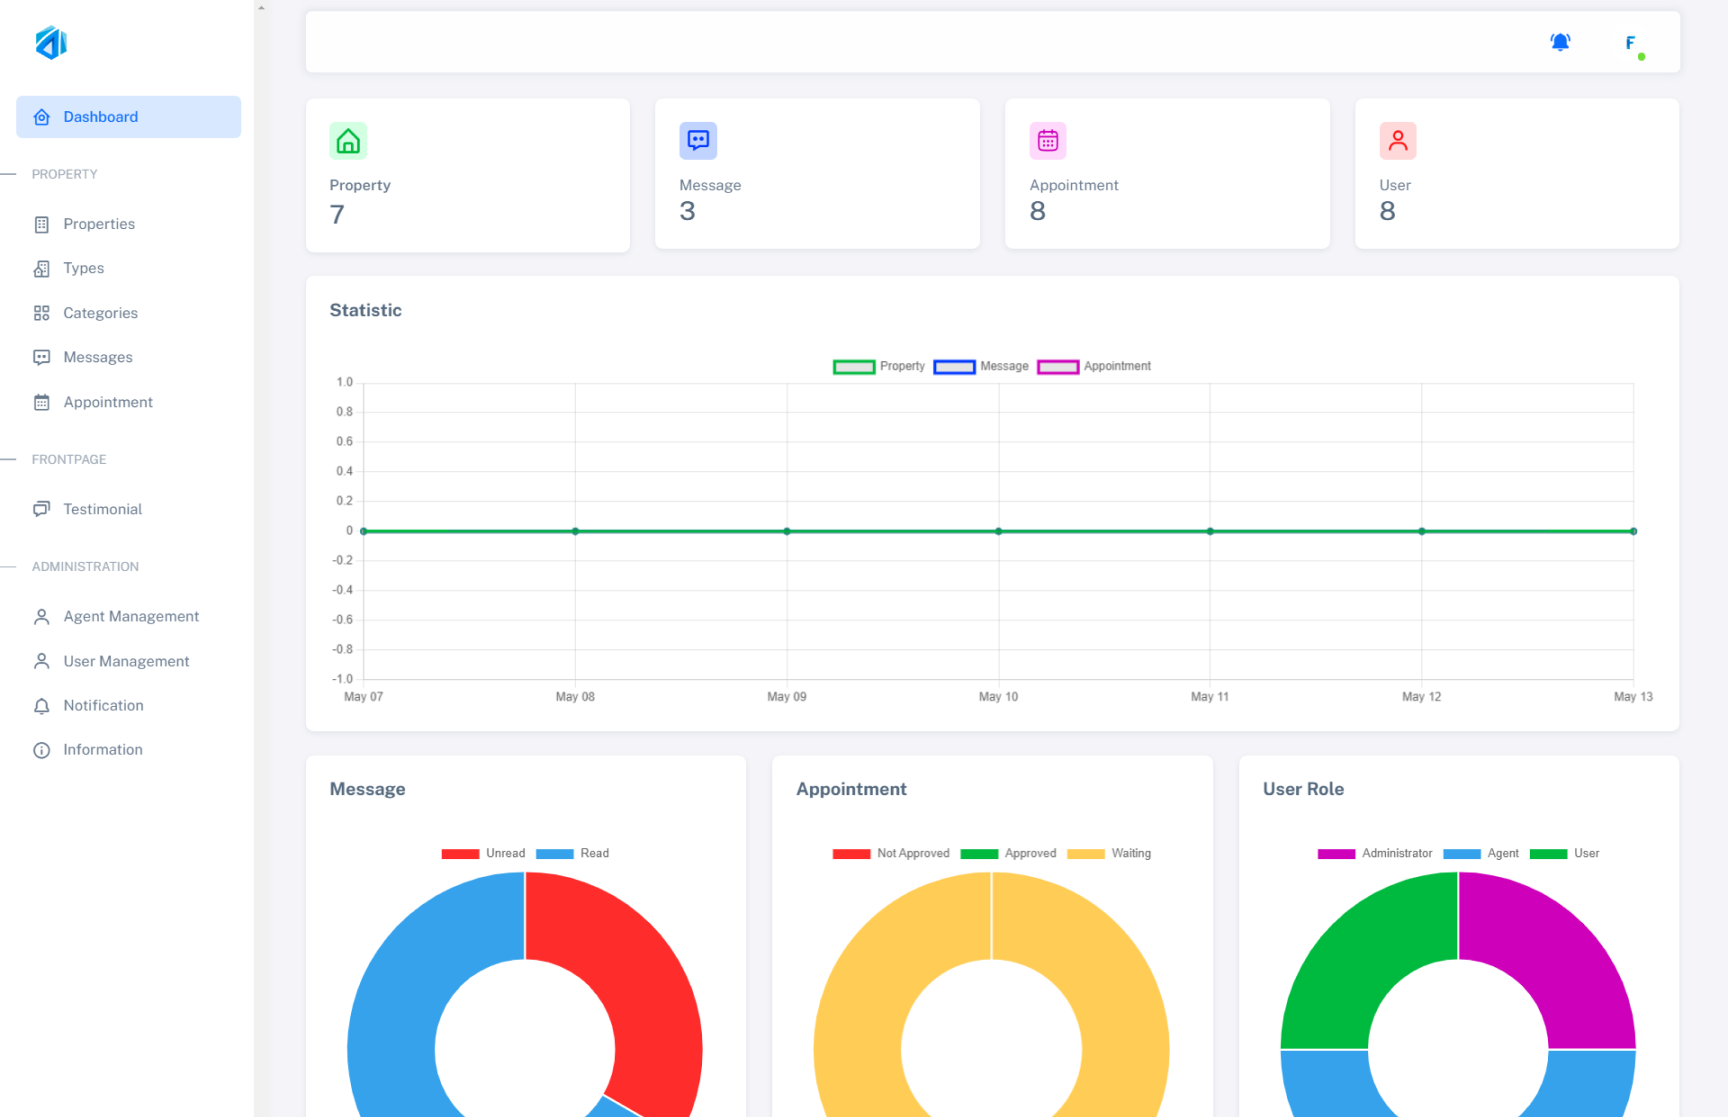 Dashboard
PROPERTY
Properties
Types
Categories
Messages
Appointment
FRONTPAGE
Testimonial
ADMINISTRATION
Agent Management
User Management
Notification
Information
F
Property
7
Message
3
Appointment
8
User
8
Statistic
Property Message Appointment
1.0
0.8
0.6
0.4
0.2
0
-0.2
-0.4
-0.6
-0.8
-1.0
May 07 May 08 May 09 May 10 May 11 May 12 May 13
Message
Unread Read
Appointment
Not Approved Approved Waiting
User Role
Administrator Agent User